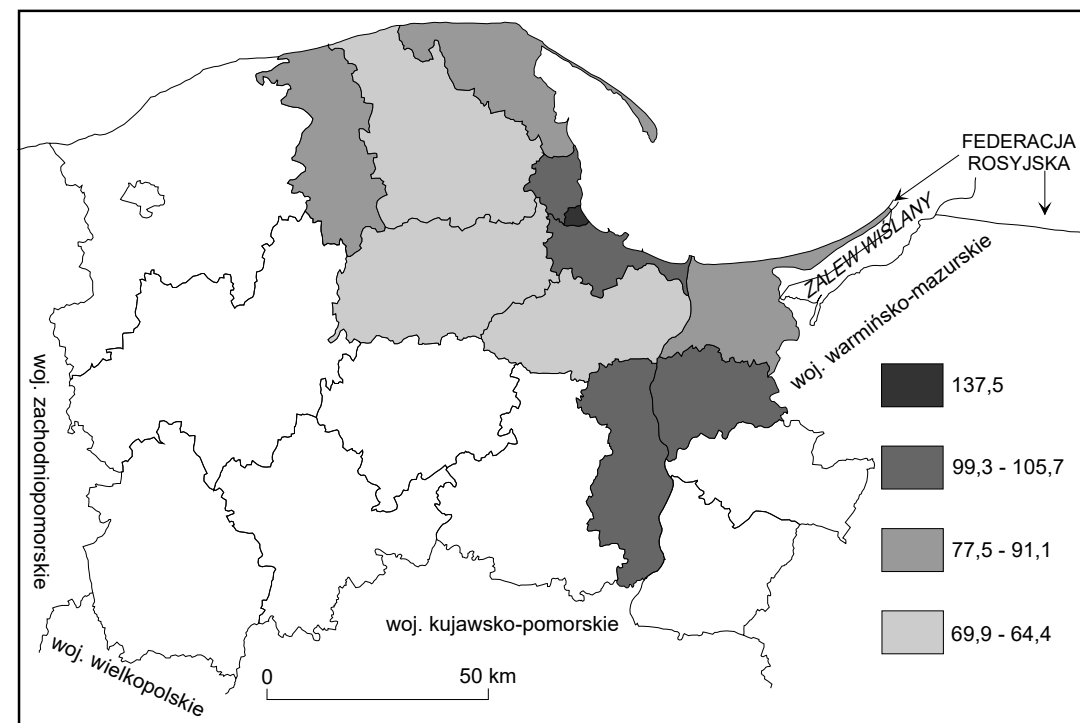 FEDERACJA
ROSYJSKA
ZALEW WIŚLANY
woj. warmińsko-mazurskie
woj. zachodniopomorskie
137,5
99,3 - 105,7
77,5 - 91,1
69,9 - 64,4
woj. kujawsko-pomorskie
woj. wielkopolskie
0 50 km